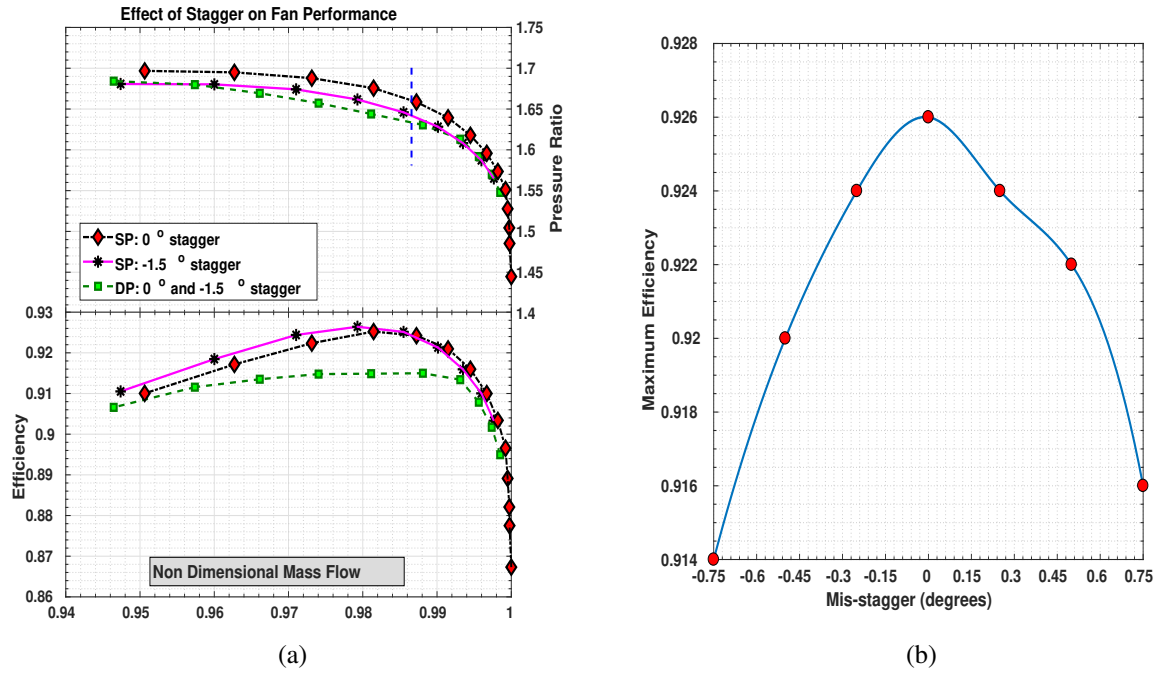 Effect of Stagger on Fan Performance
1.75
1.7
1.65
1.6
1.55
1.5
1.45
1.4
Pressure Ratio
SP: 0 o stagger
SP: -1.5 o stagger
DP: 0 o and -1.5 o stagger
0.93
0.92
0.91
0.9
0.89
0.88
0.87
0.86
Efficiency
Non Dimensional Mass Flow
0.94 0.95 0.96 0.97 0.98 0.99 1
(a)
0.928
0.926
0.924
0.922
0.92
0.918
0.916
0.914
Maximum Efficiency
-0.75 -0.6 -0.45 -0.3 -0.15 0 0.15 0.3 0.45 0.6 0.75
Mis-stagger (degrees)
(b)